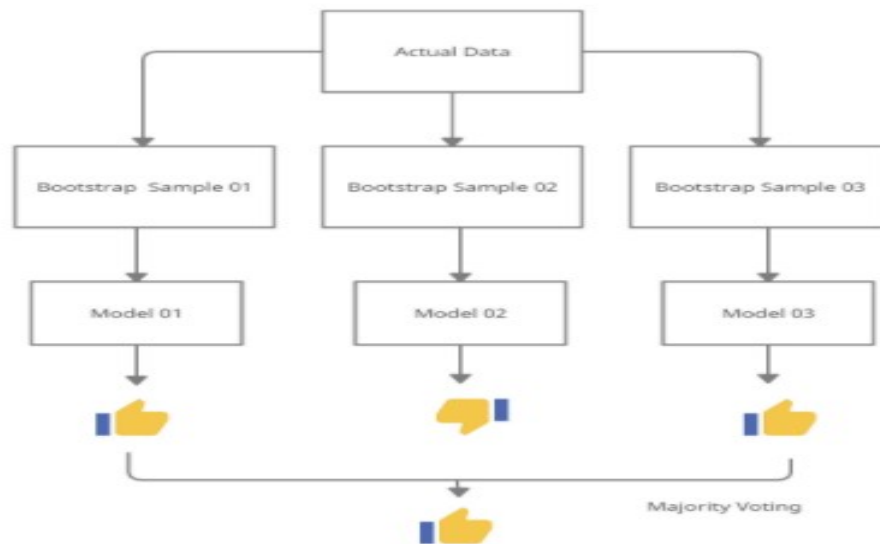 Actual Data
Bootstrap Sample 01
Bootstrap Sample 02
Bootstrap Sample 03
Model 01
Model 02
Model 03
Majority Voting